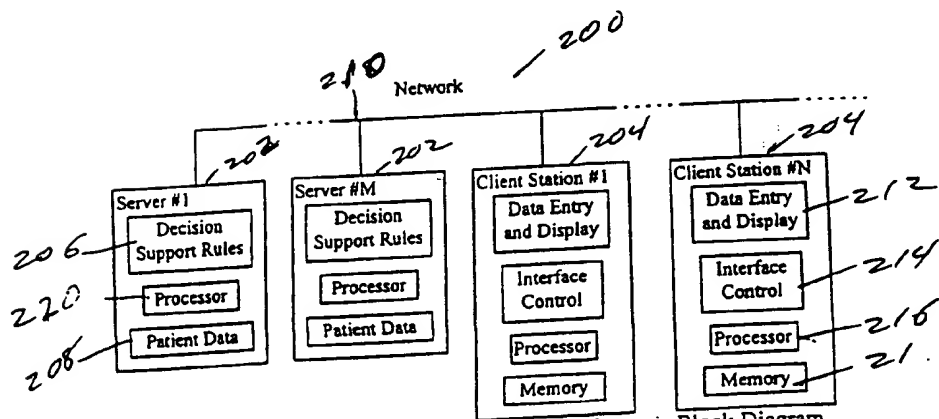 200
210
Network
202
202
204
204
Server #1
Decision
Support Rules
Processor
Patient Data
206
220
208
Server #M
Decision
Support Rules
Processor
Patient Data
Client Station #1
Data Entry
and Display
Interface
Control
Processor
Memory
Client Station #N
Data Entry
and Display
Interface
Control
Processor
Memory
212
214
216
21.
Block Diagram